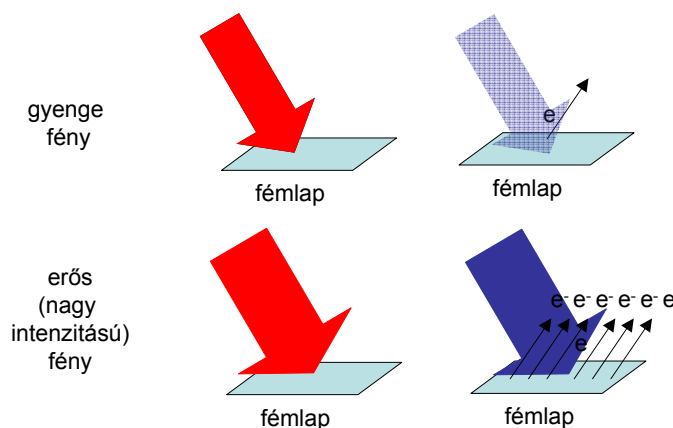 gyenge
fény
e
fémlap
fémlap
erős
(nagy
intenzitású)
fény
e- e- e- e- e- e
e
fémlap
fémlap